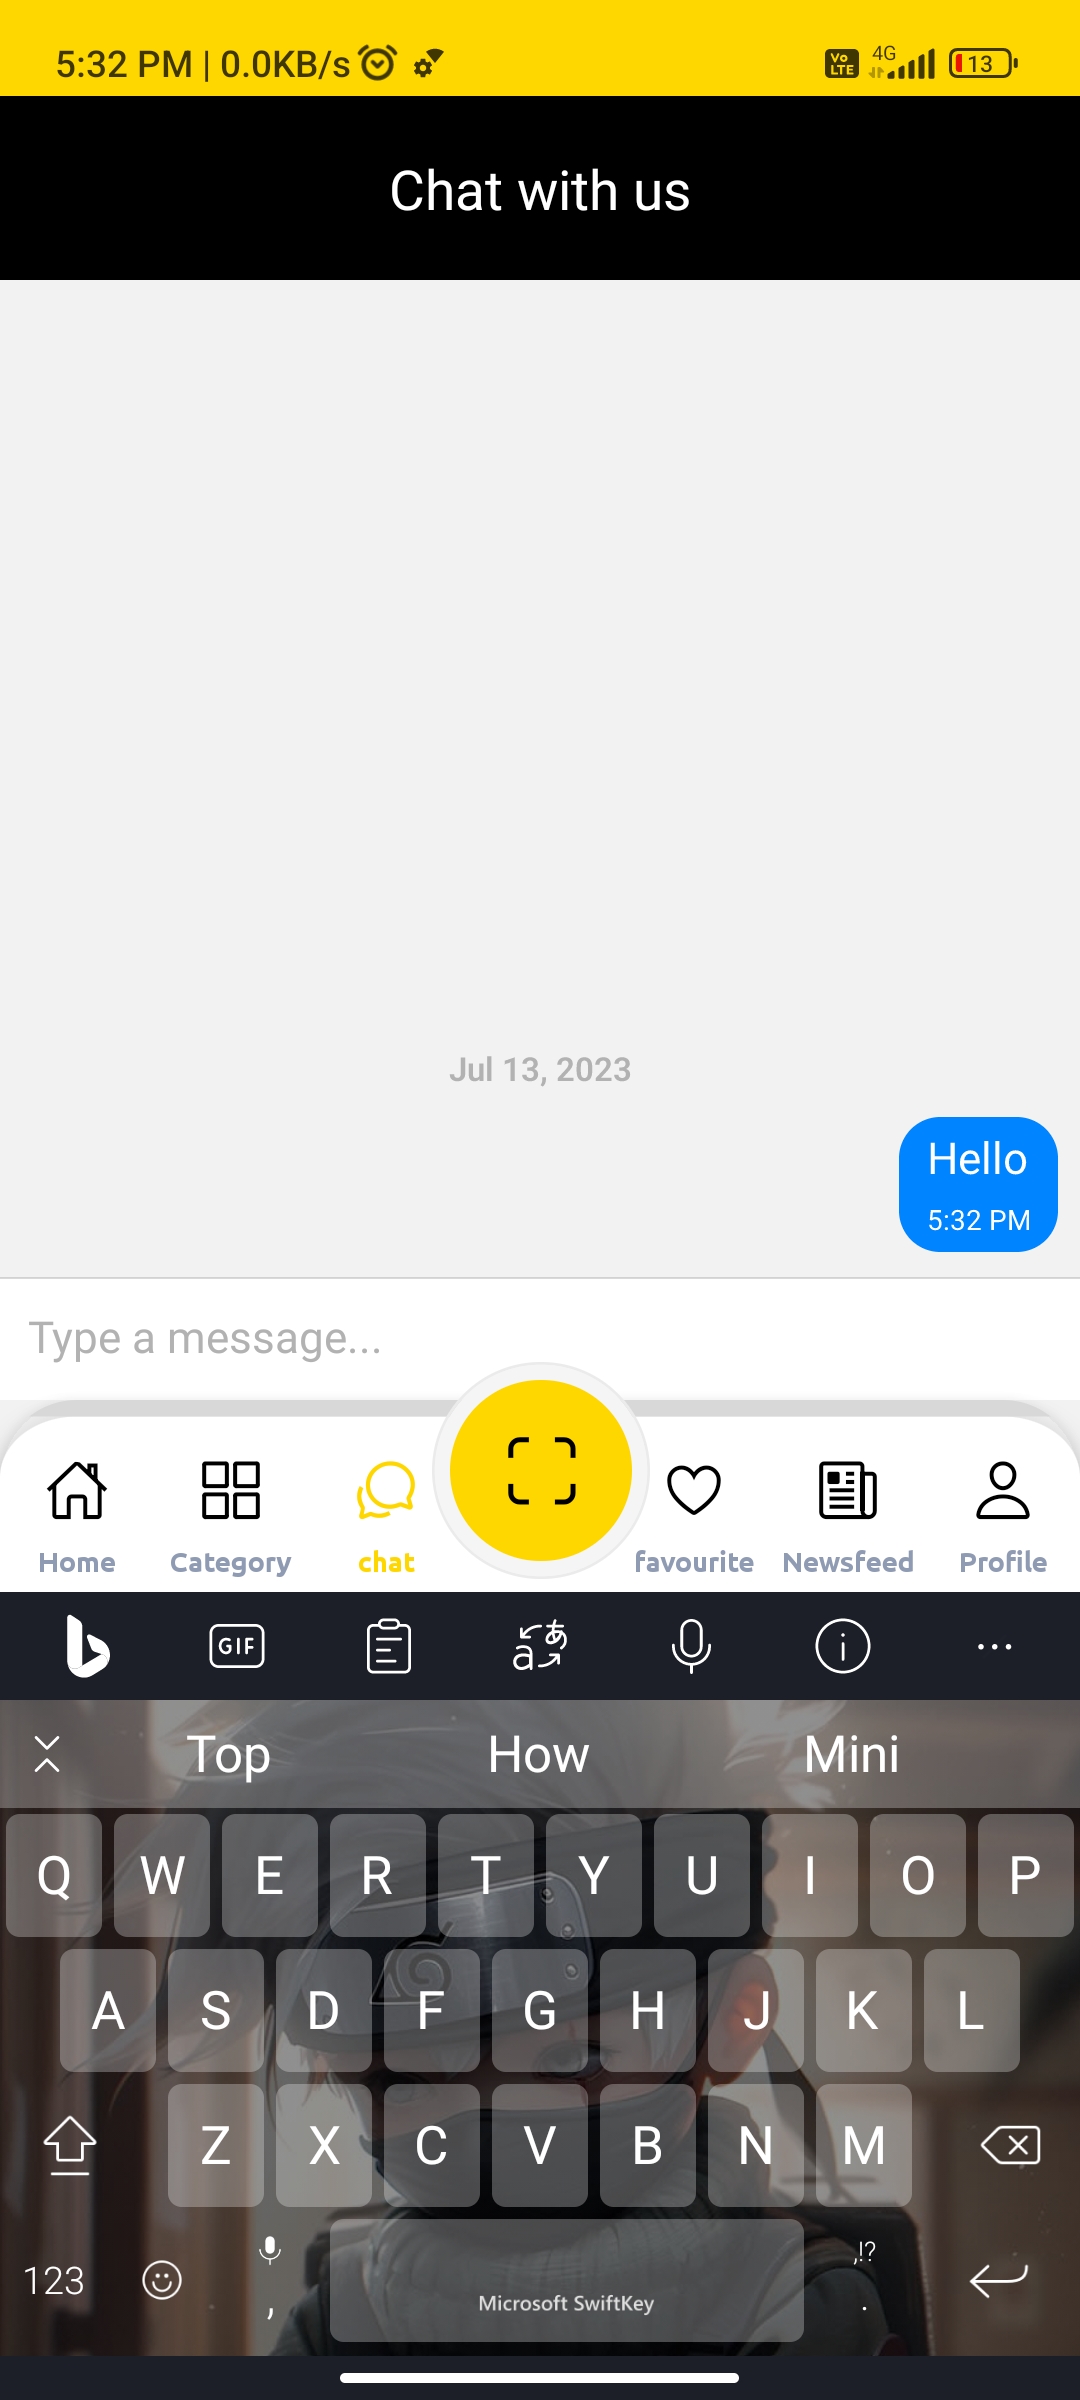 5:32 PM | 0.0KB/s
Vo LTE 4G 13
Chat with us
Jul 13, 2023
Hello
5:32 PM
Type a message...
Home Category chat favourite Newsfeed Profile
GIF a あ
Top How Mini
Q W E R T Y U I O P
A S D F G H J K L
Z X C V B N M
123 , Microsoft SwiftKey ,!? .